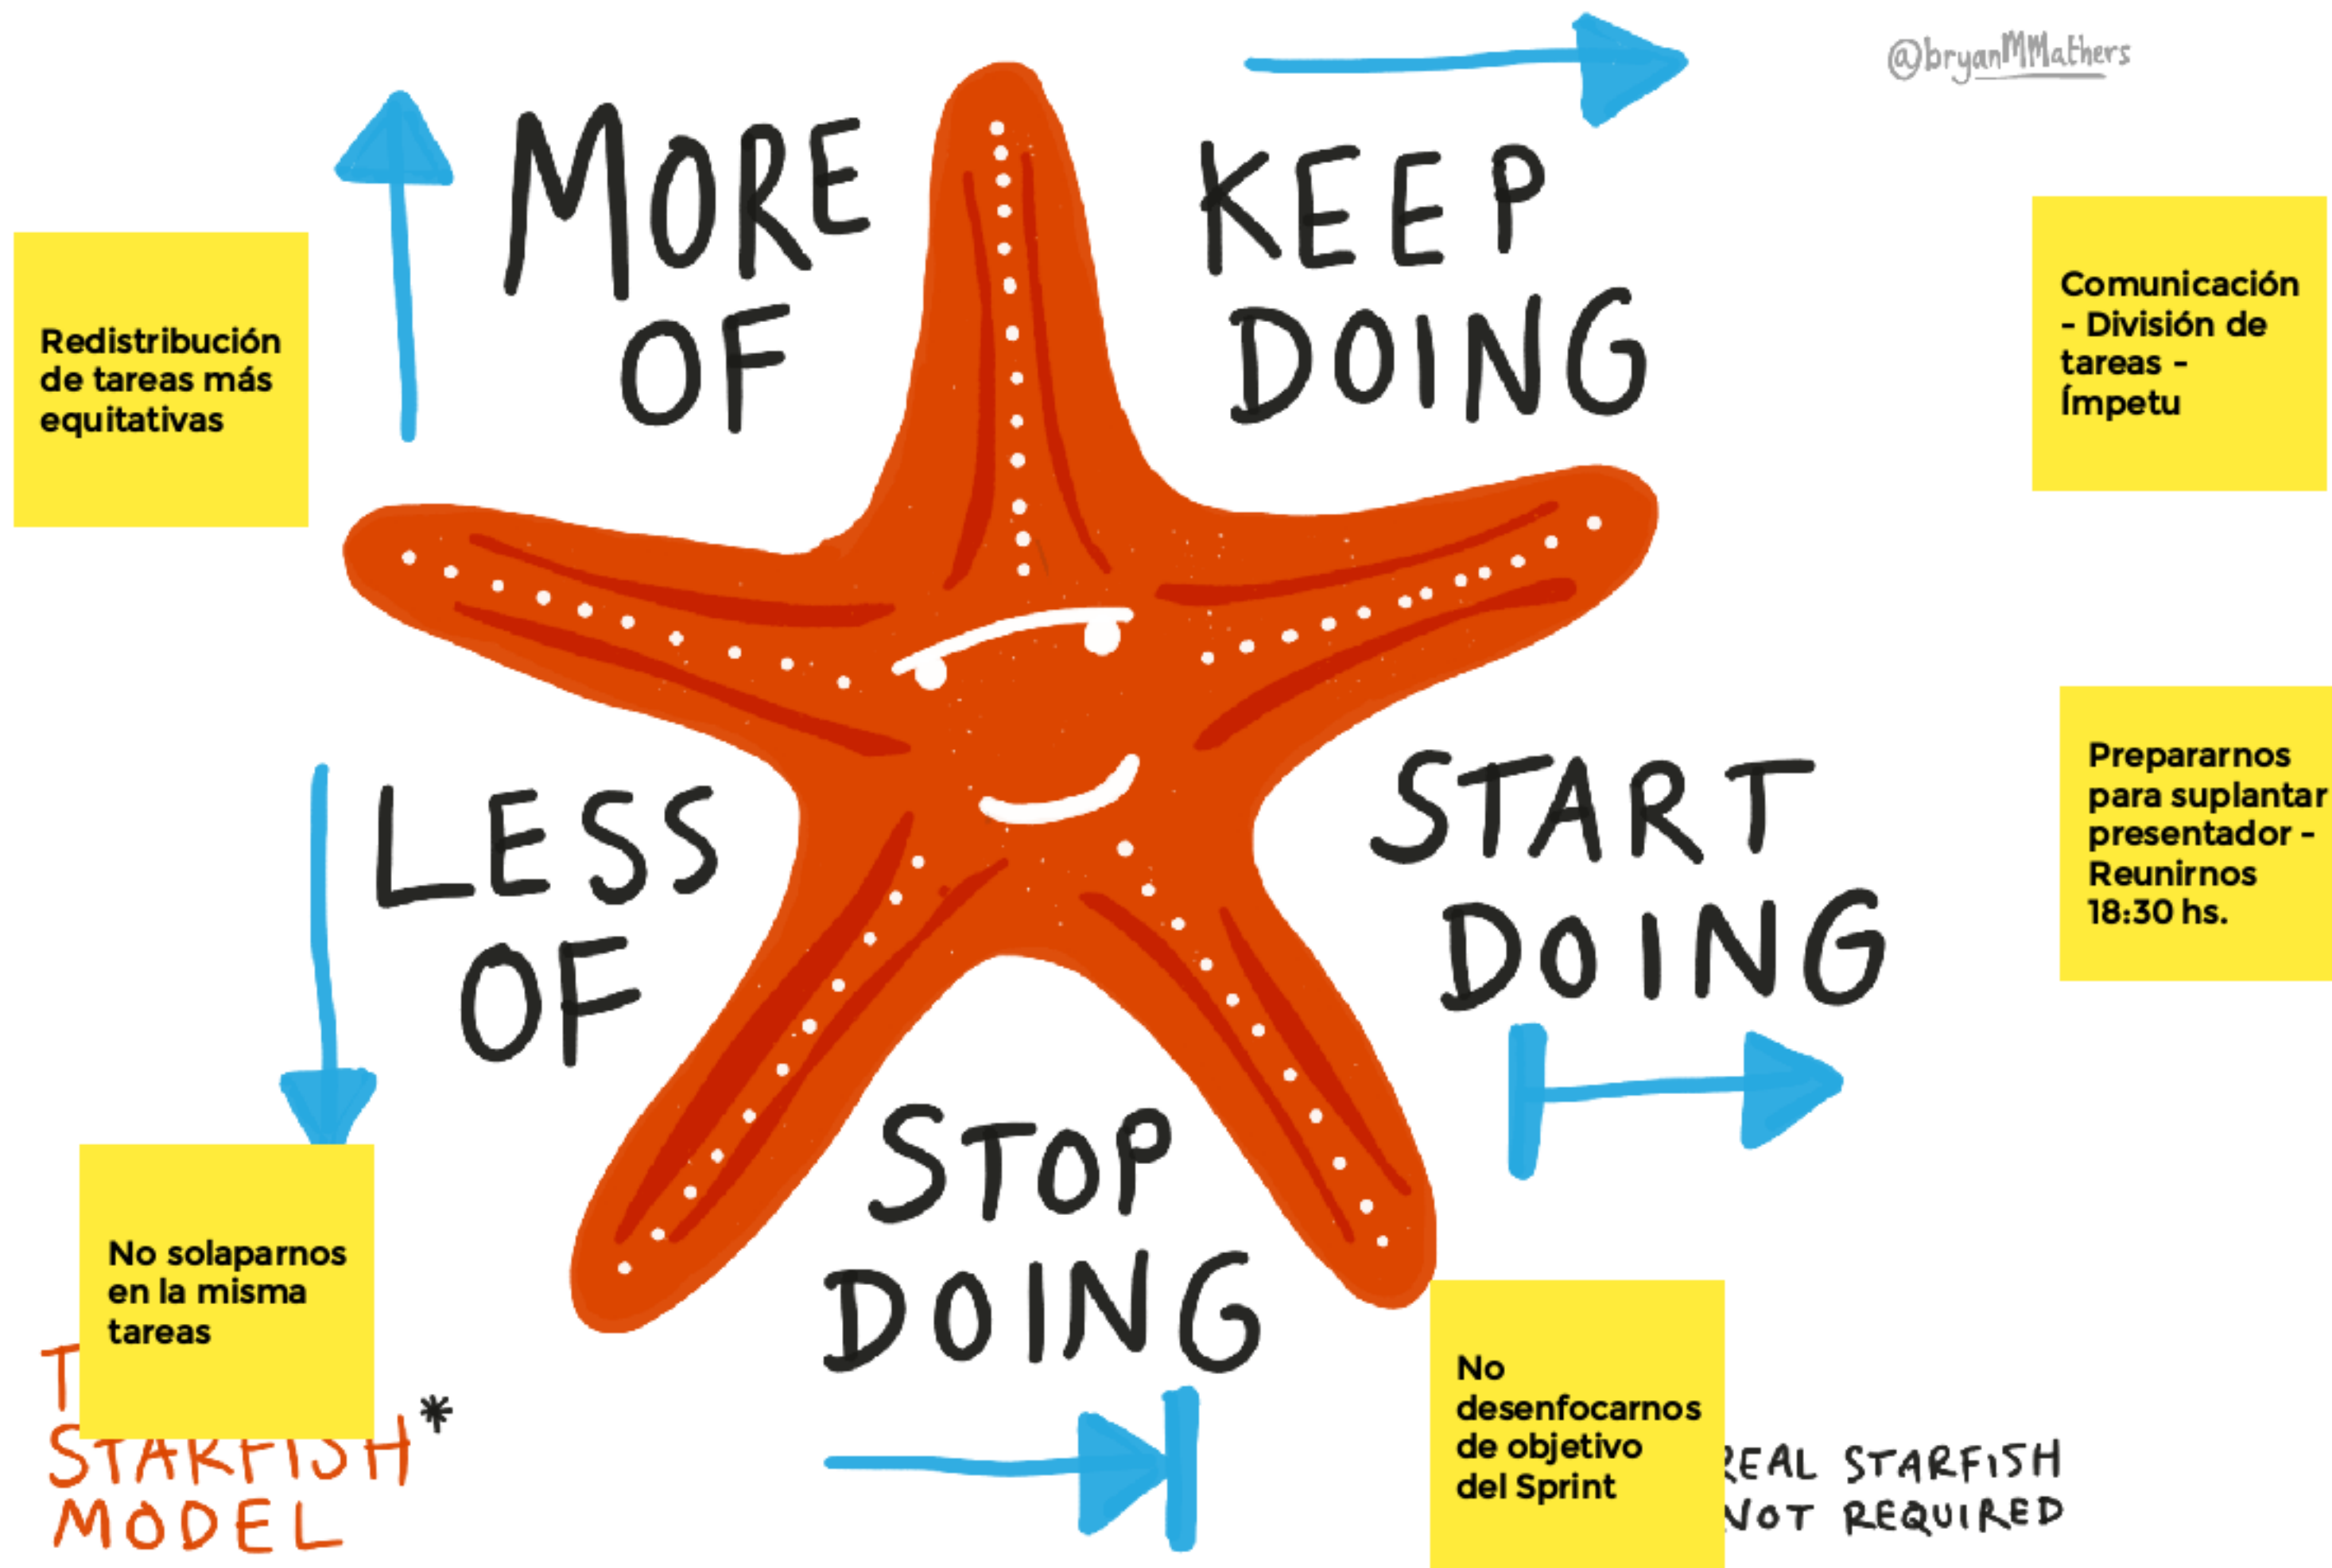 @bryanMMathers
MORE
OF
KEEP
DOING
Redistribución
de tareas más
equitativas
Comunicación
- División de
tareas -
Ímpetu
LESS
OF
START
DOING
Prepararnos
para suplantar
presentador -
Reunirnos
18:30 hs.
STOP
DOING
No solaparnos
en la misma
tareas
No
desenfocarnos
de objetivo
del Sprint
STARFISH*
MODEL
REAL STARFISH
NOT REQUIRED